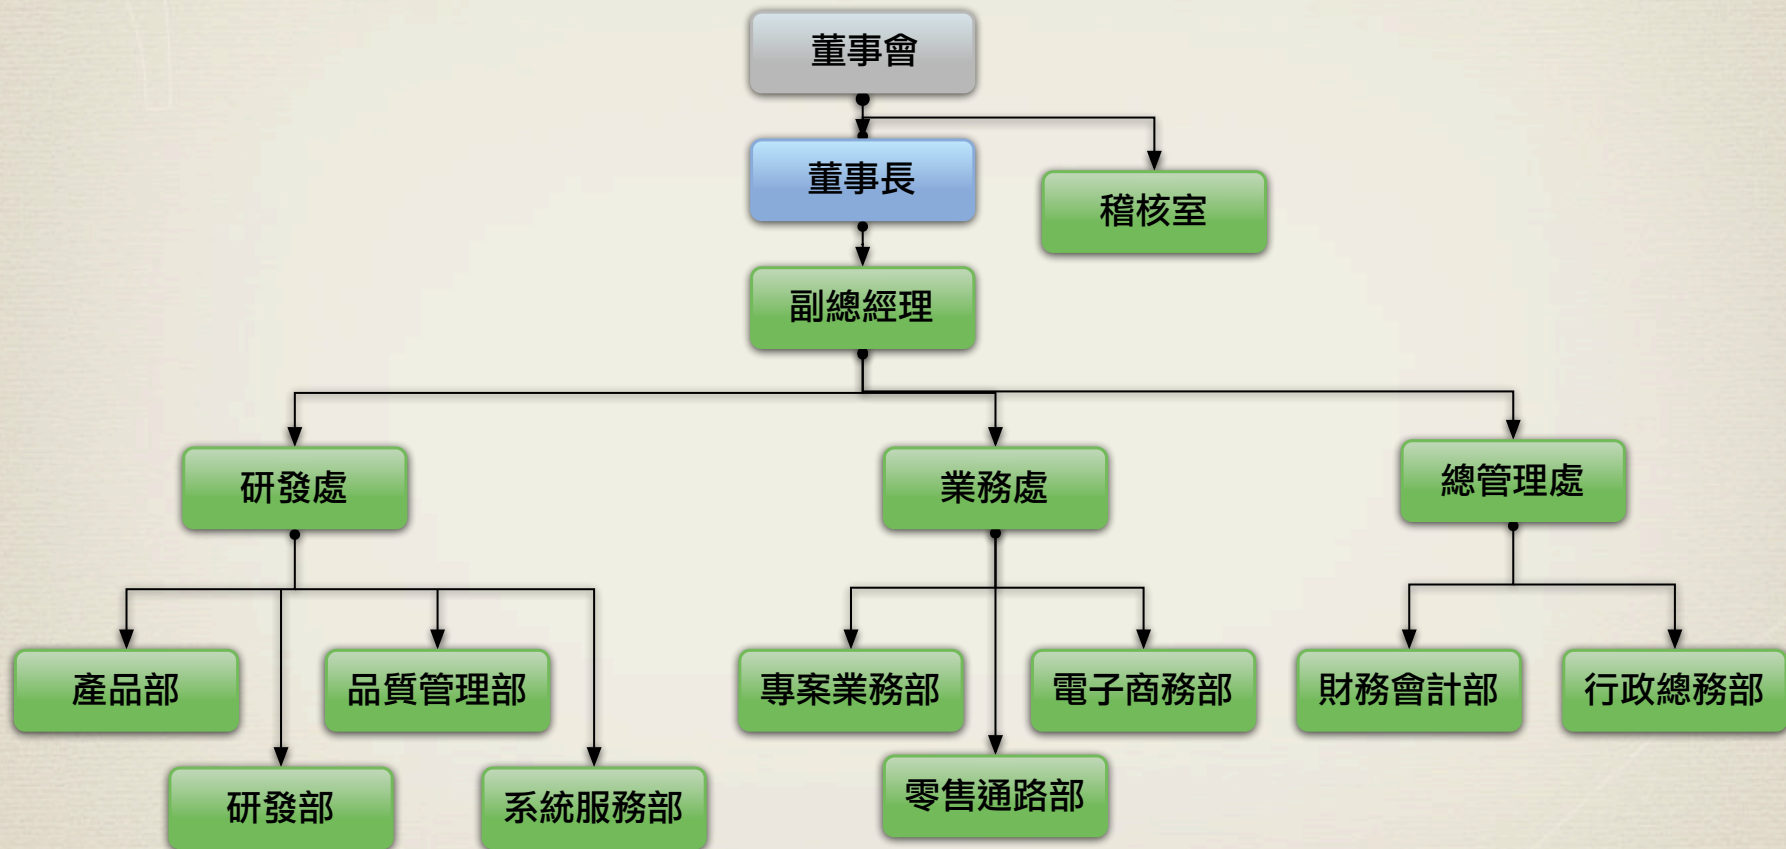 董事會
董事長
稽核室
副總經理
研發處
業務處
總管理處
產品部
品質管理部
專案業務部
電子商務部
財務會計部
行政總務部
研發部
系統服務部
零售通路部